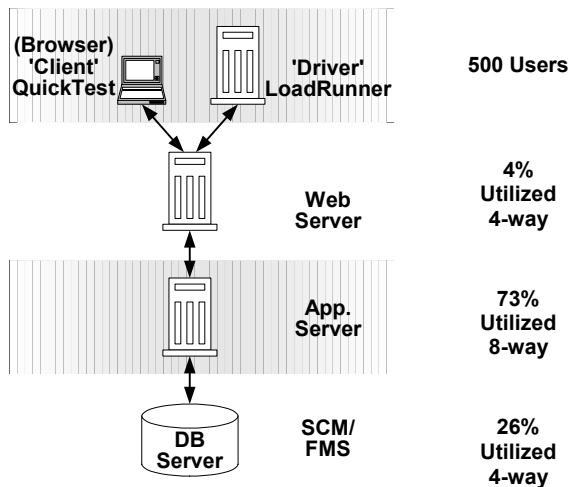 (Browser)
'Client'
QuickTest
'Driver'
LoadRunner
500 Users
Web
Server
4%
Utilized
4-way
App.
Server
73%
Utilized
8-way
DB
Server
SCM/
FMS
26%
Utilized
4-way